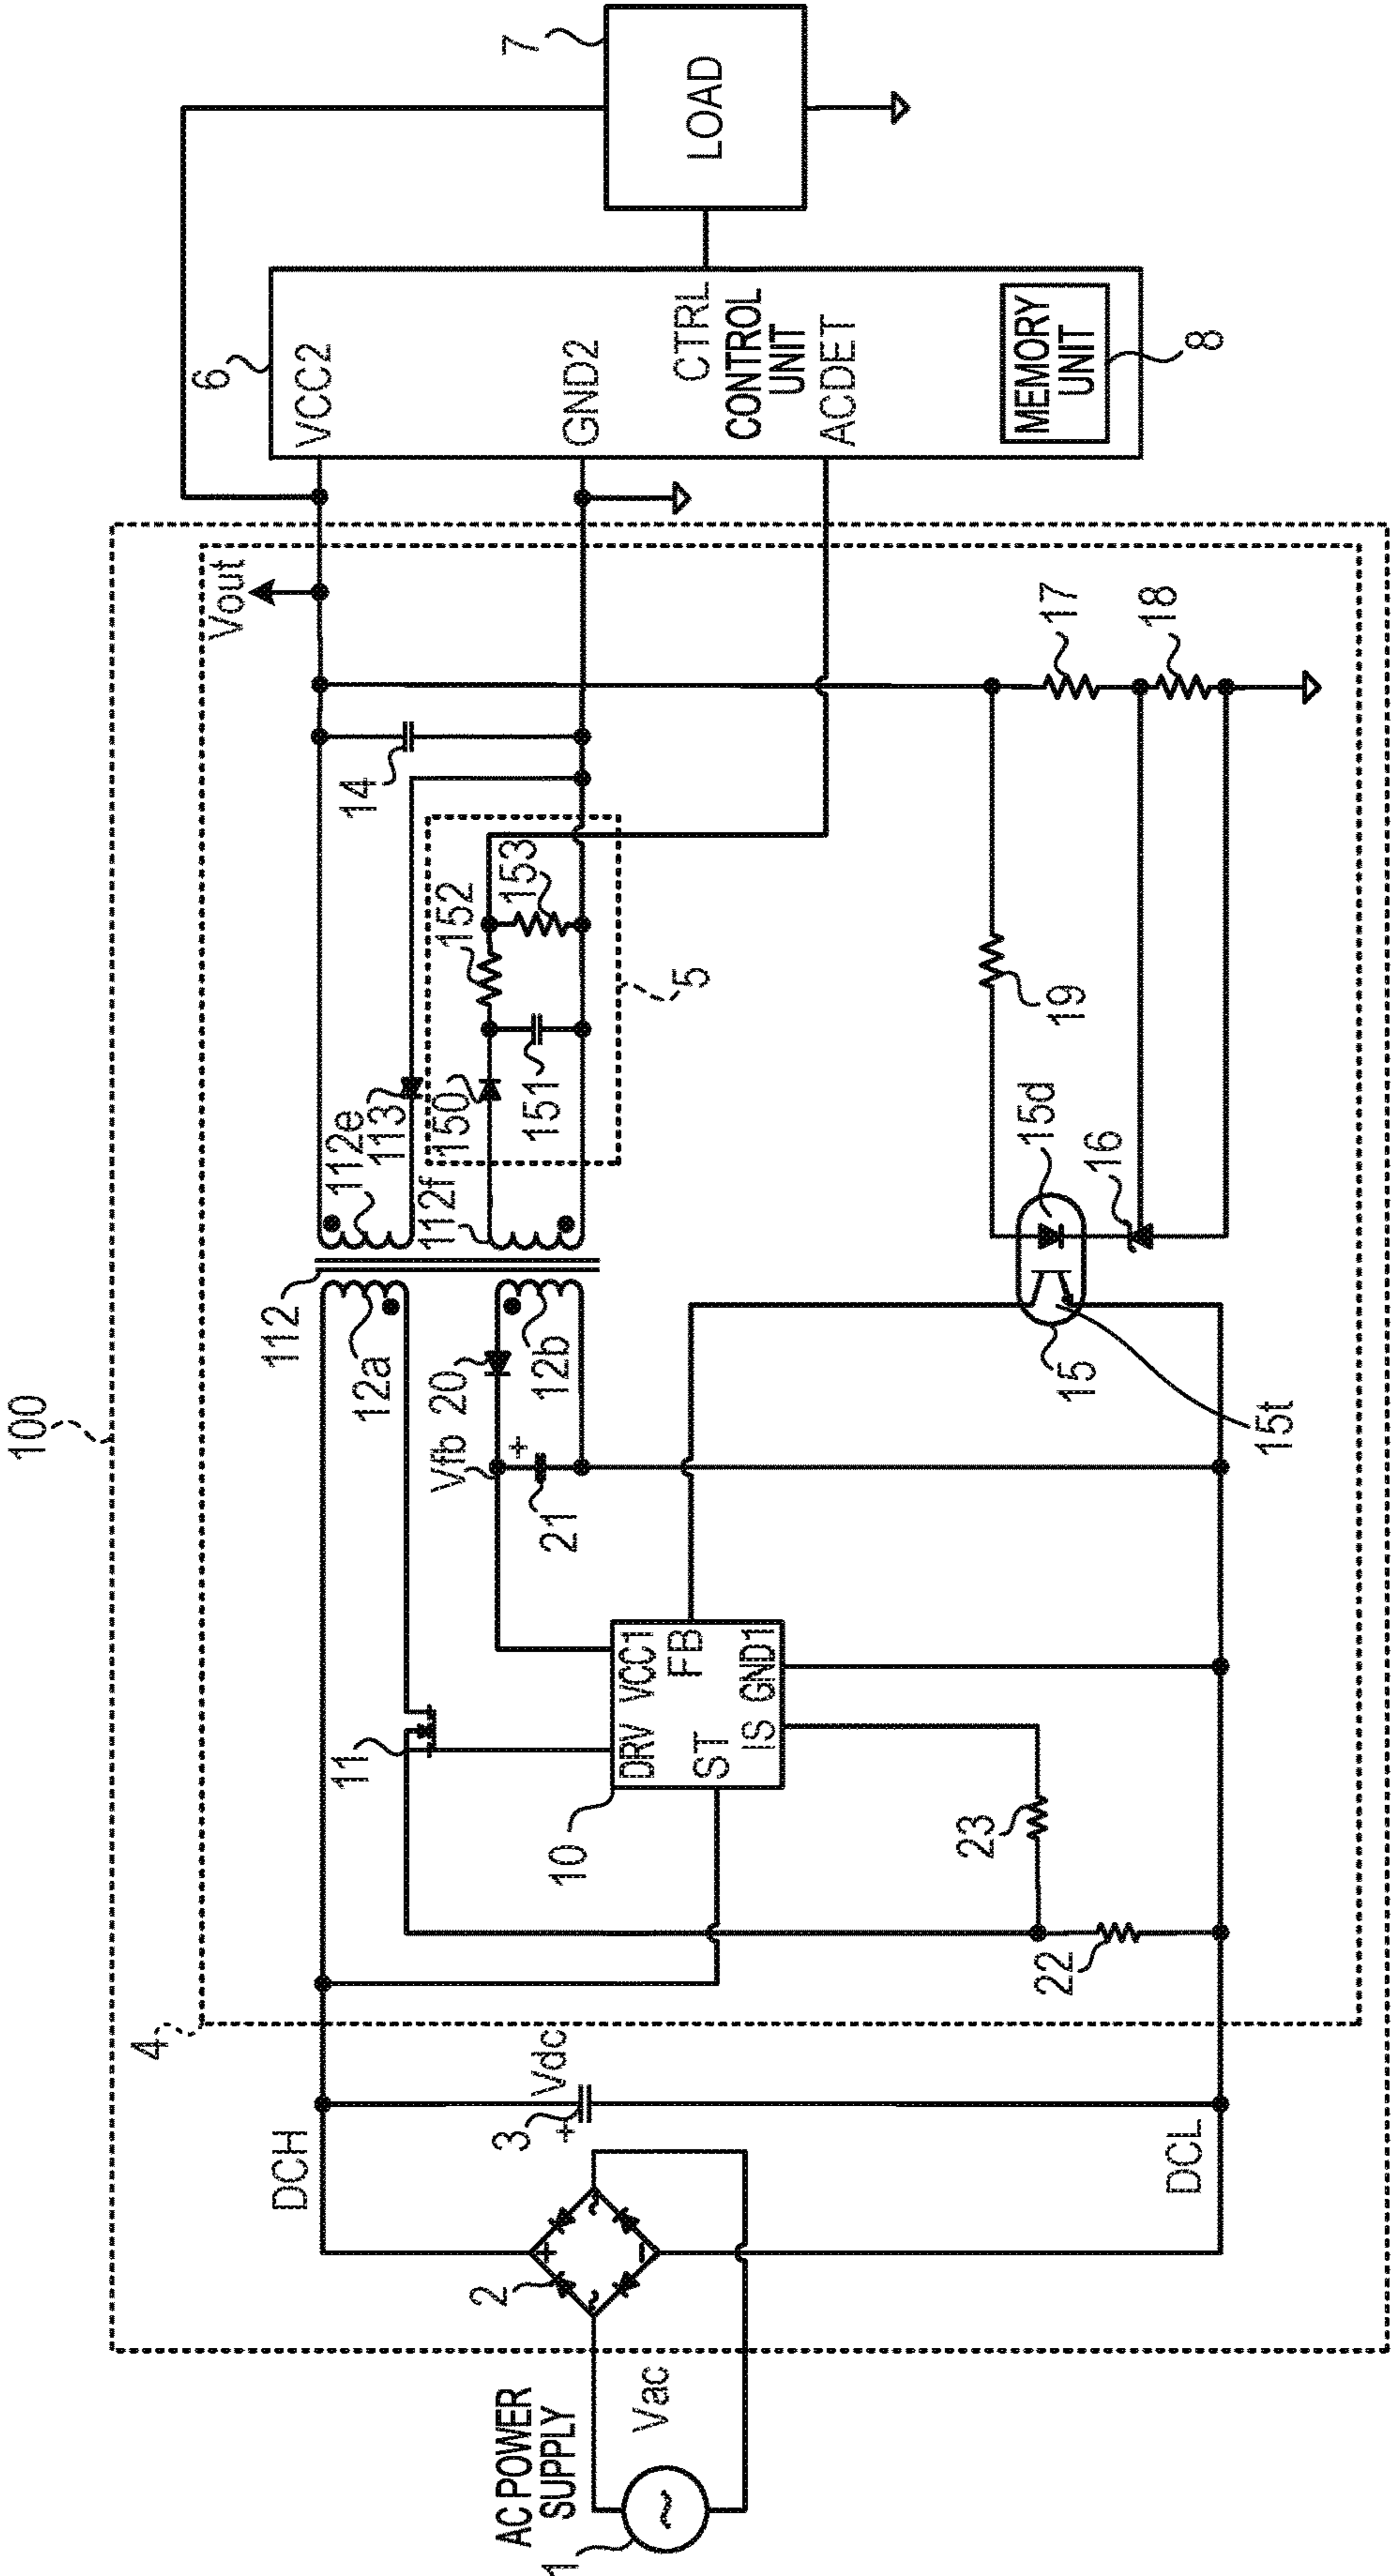 100
4
AC POWER
SUPPLY
1
Vac
2
DCH
DCL
3
+
Vdc
+
−
~
~
~
22
23
10
DRV
VCC1
ST
FB
IS
GND1
11
Vfb
20
21
+
12a
12b
112
112e
112f
113
150
151
152
153
5
14
Vout
15
15d
15t
16
17
18
19
6
VCC2
GND2
CTRL
CONTROL
UNIT
ACDET
MEMORY
UNIT
8
7
LOAD